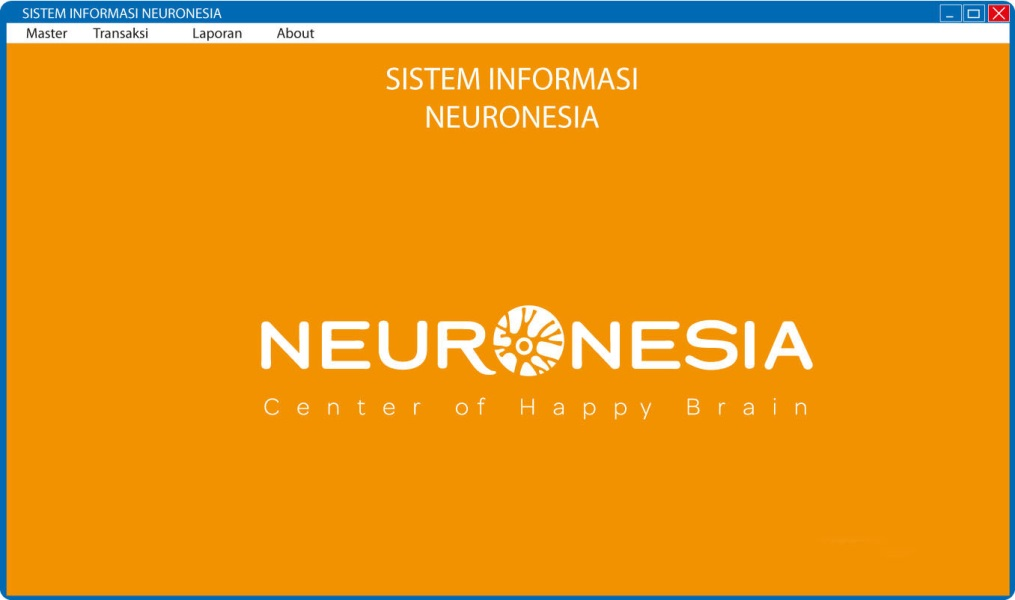 SISTEM INFORMASI NEURONESIA
Master Transaksi Laporan About
SISTEM INFORMASI
NEURONESIA
NEURONESIA
Center of Happy Brain